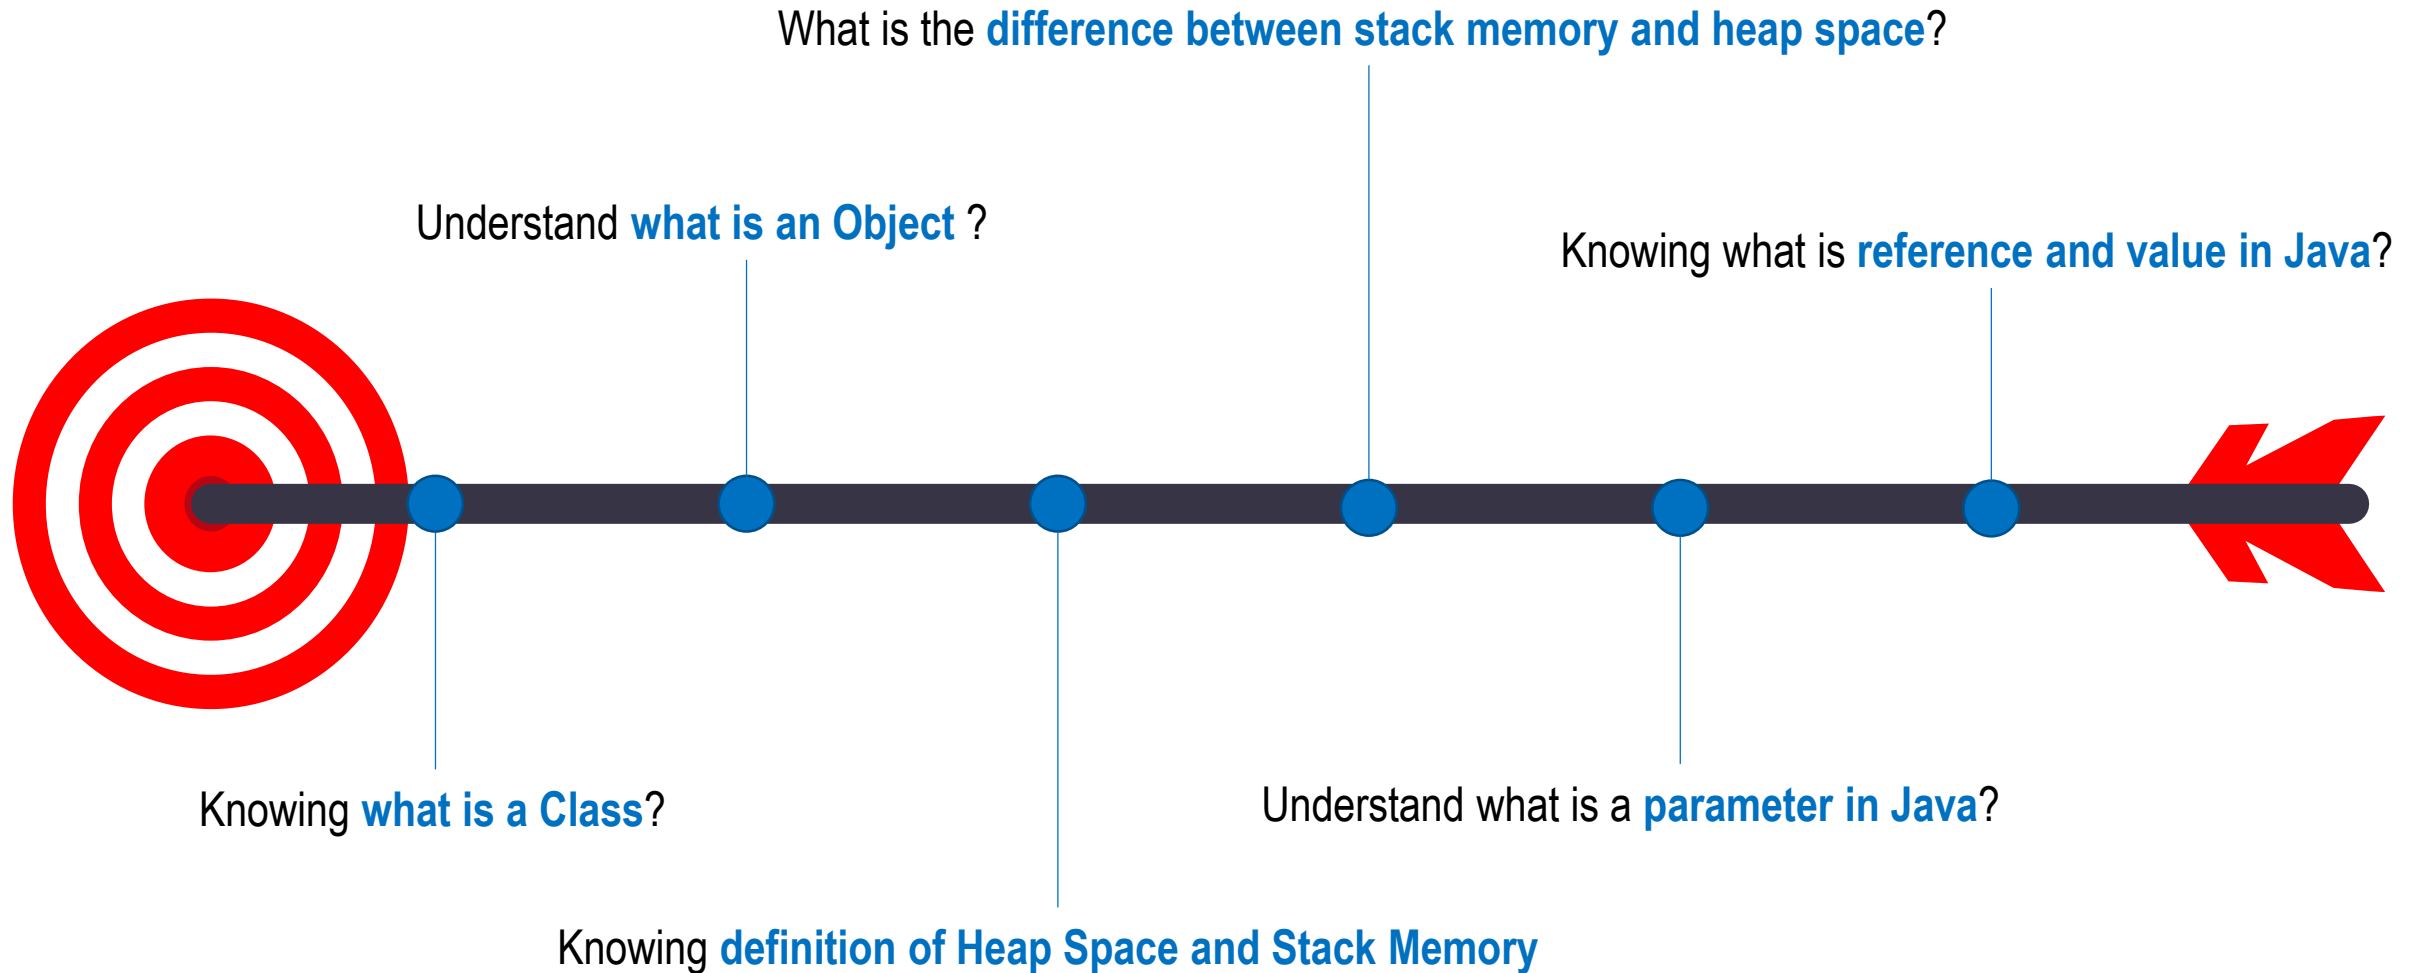 What is the difference between stack memory and heap space?
Understand what is an Object ?
Knowing what is reference and value in Java?
Knowing what is a Class?
Understand what is a parameter in Java?
Knowing definition of Heap Space and Stack Memory